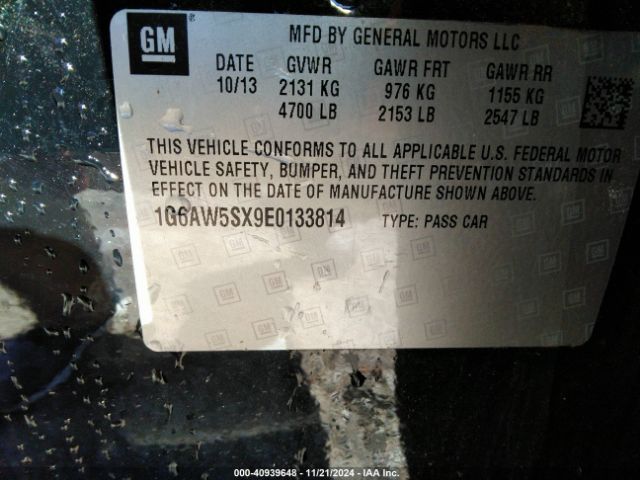 GM
MFD BY GENERAL MOTORS LLC
DATE GVWR GAWR FRT GAWR RR
10/13 2131 KG 976 KG 1155 KG
4700 LB 2153 LB 2547 LB
THIS VEHICLE CONFORMS TO ALL APPLICABLE U.S. FEDERAL MOTOR
VEHICLE SAFETY, BUMPER, AND THEFT PREVENTION STANDARDS IN
EFFECT ON THE DATE OF MANUFACTURE SHOWN ABOVE.
1G6AW5SX9E0133814 TYPE: PASS CAR
000-40939648 - 11/21/2024 - IAA Inc.